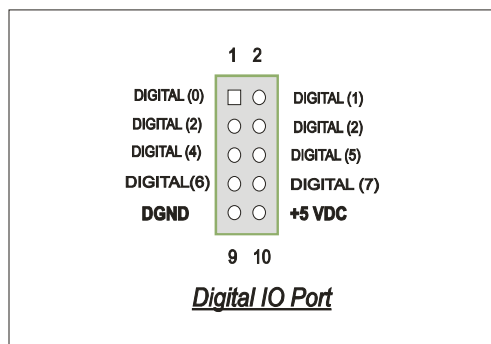 1 2
DIGITAL (0) DIGITAL (1)
DIGITAL (2) DIGITAL (2)
DIGITAL (4) DIGITAL (5)
DIGITAL(6) DIGITAL (7)
DGND +5 VDC
9 10
Digital IO Port